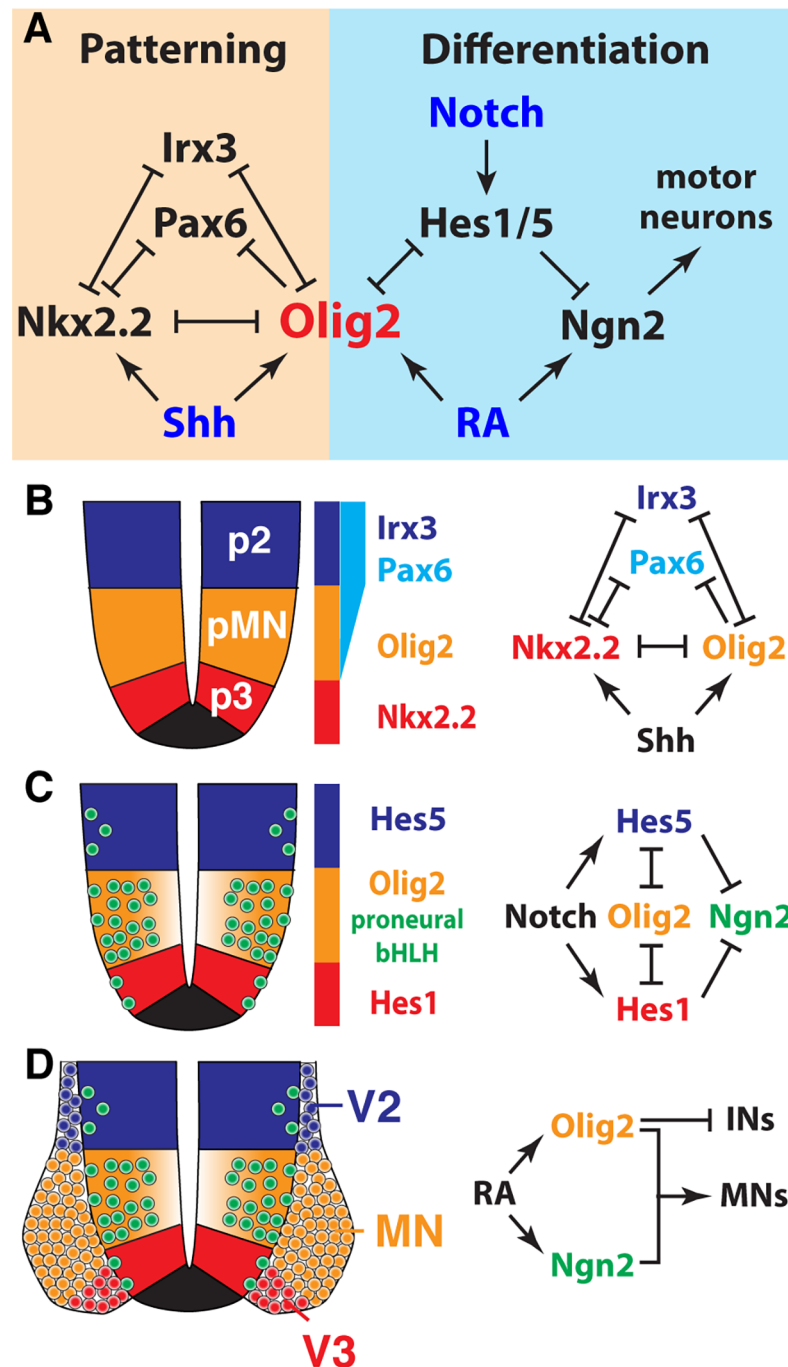 A
Patterning
Differentiation
Notch
Irx3
motor
neurons
Pax6
Hes1/5
Nkx2.2
Olig2
Ngn2
Shh
RA
B
p2
pMN
p3
Irx3
Pax6
Olig2
Nkx2.2
Irx3
Pax6
Nkx2.2
Olig2
Shh
C
Hes5
Olig2
proneural
bHLH
Hes1
Hes5
Notch
Olig2
Ngn2
Hes1
D
V2
MN
V3
Olig2
INs
RA
MNs
Ngn2